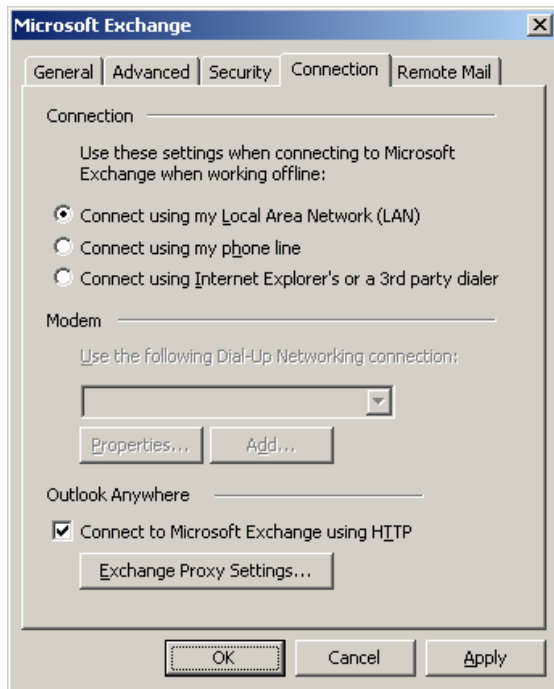 Microsoft Exchange
General
Advanced
Security
Connection
Remote Mail
Connection
Use these settings when connecting to Microsoft
Exchange when working offline:
Connect using my Local Area Network (LAN)
Connect using my phone line
Connect using Internet Explorer's or a 3rd party dialer
Modem
Use the following Dial-Up Networking connection:
Properties...
Add...
Outlook Anywhere
Connect to Microsoft Exchange using HTTP
Exchange Proxy Settings...
OK
Cancel
Apply